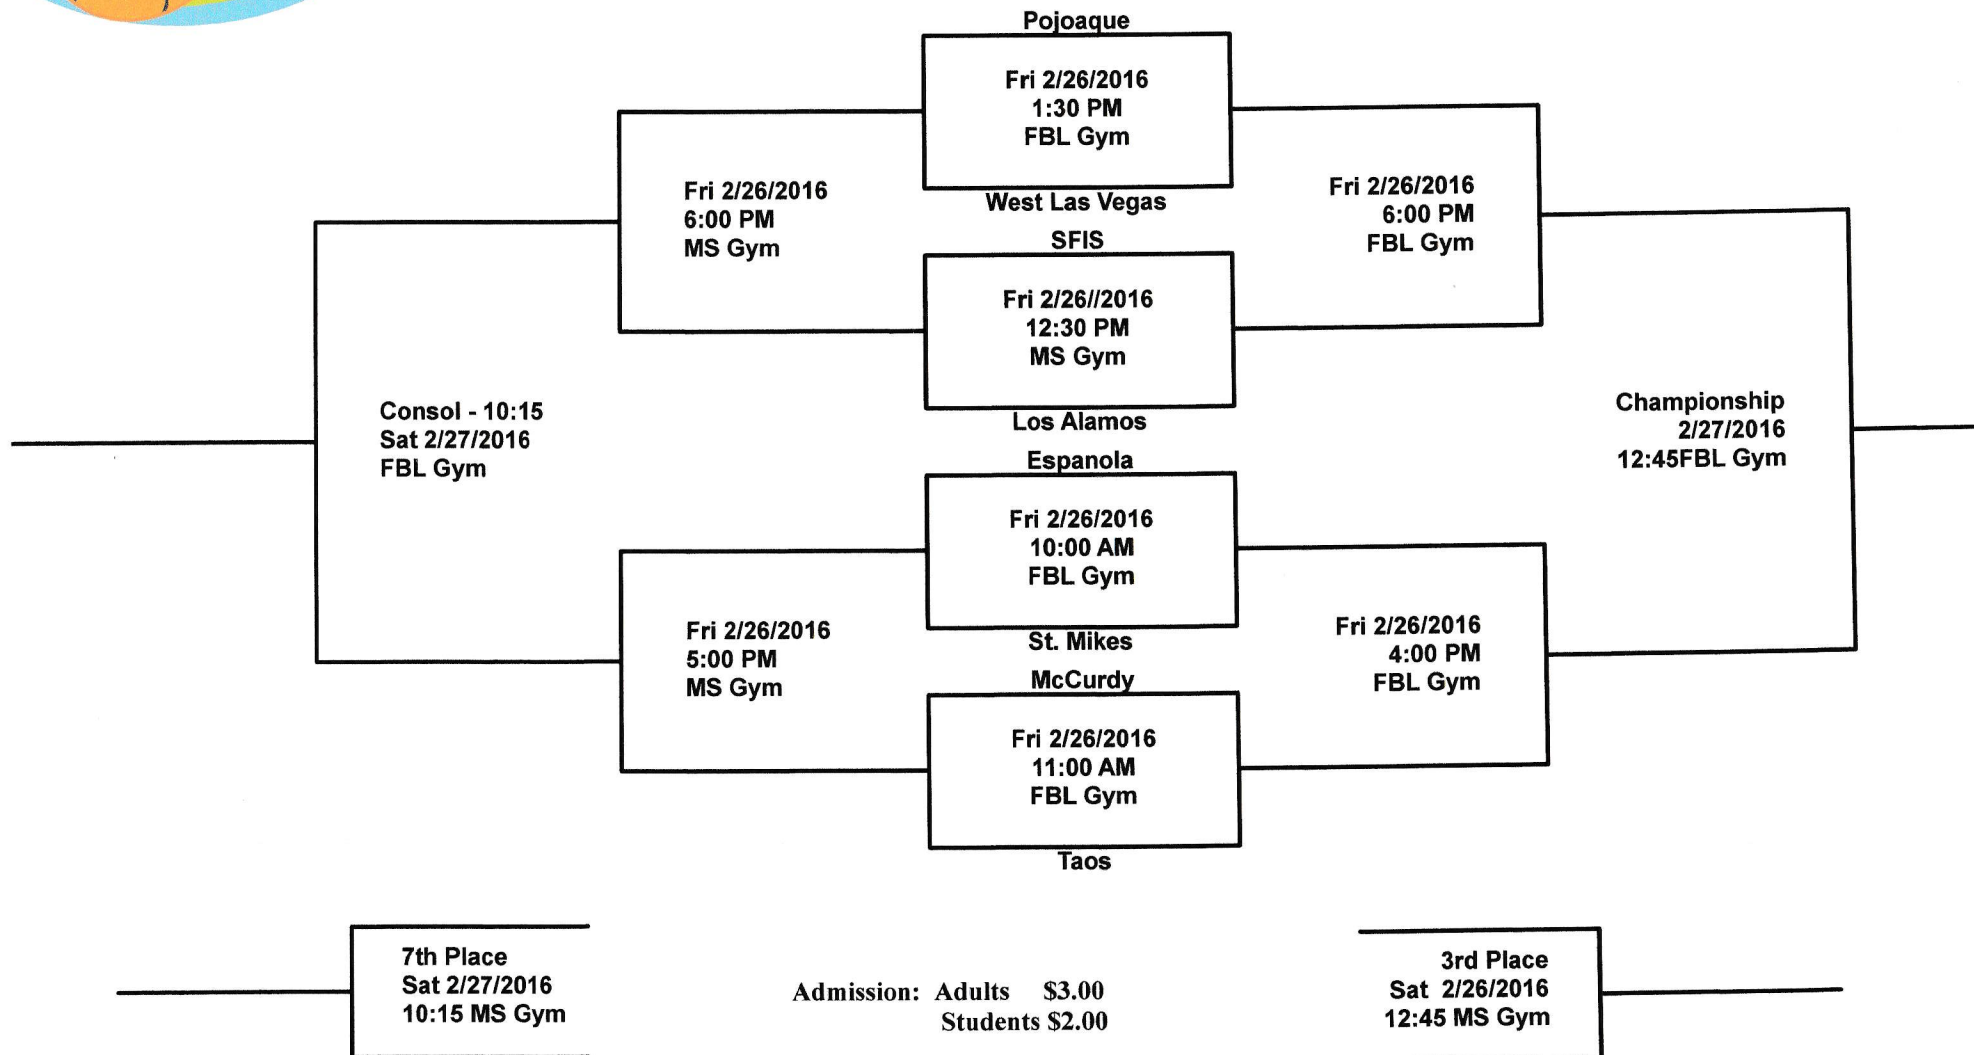 Pojoaque
Fri 2/26/2016
1:30 PM
FBL Gym
West Las Vegas
Fri 2/26/2016
6:00 PM
MS Gym
Fri 2/26/2016
6:00 PM
FBL Gym
SFIS
Fri 2/26//2016
12:30 PM
MS Gym
Los Alamos
Consol - 10:15
Sat 2/27/2016
FBL Gym
Championship
2/27/2016
12:45FBL Gym
Espanola
Fri 2/26/2016
10:00 AM
FBL Gym
St. Mikes
Fri 2/26/2016
5:00 PM
MS Gym
Fri 2/26/2016
4:00 PM
FBL Gym
McCurdy
Fri 2/26/2016
11:00 AM
FBL Gym
Taos
7th Place
Sat 2/27/2016
10:15 MS Gym
Admission: Adults $3.00
Students $2.00
3rd Place
Sat 2/26/2016
12:45 MS Gym